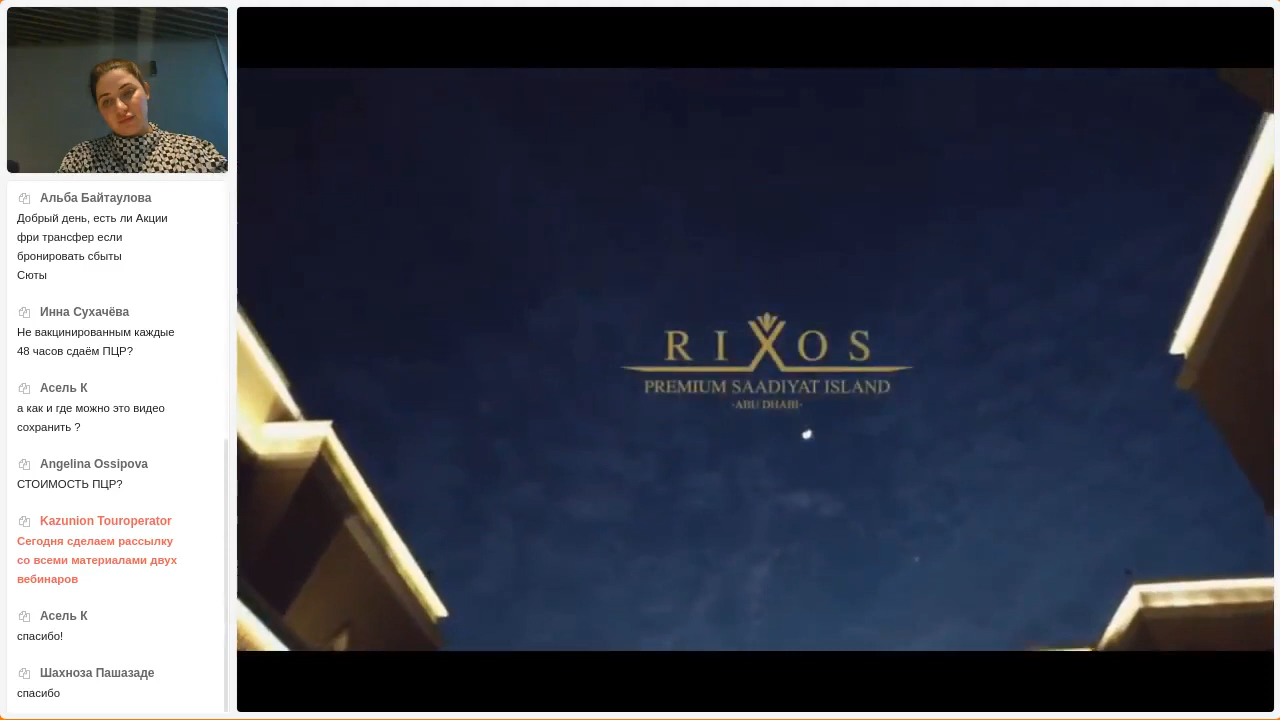 Альба Байтаулова
Добрый день, есть ли Акции
фри трансфер если
бронировать сбыты
Сюты
Инна Сухачёва
Не вакцинированным каждые
48 часов сдаём ПЦР?
Асель К
а как и где можно это видео
сохранить ?
Angelina Ossipova
СТОИМОСТЬ ПЦР?
Kazunion Touroperator
Сегодня сделаем рассылку
со всеми материалами двух
вебинаров
Асель К
спасибо!
Шахноза Пашазаде
спасибо
RIXOS
PREMIUM SAADIYAT ISLAND
-ABU DHABI-